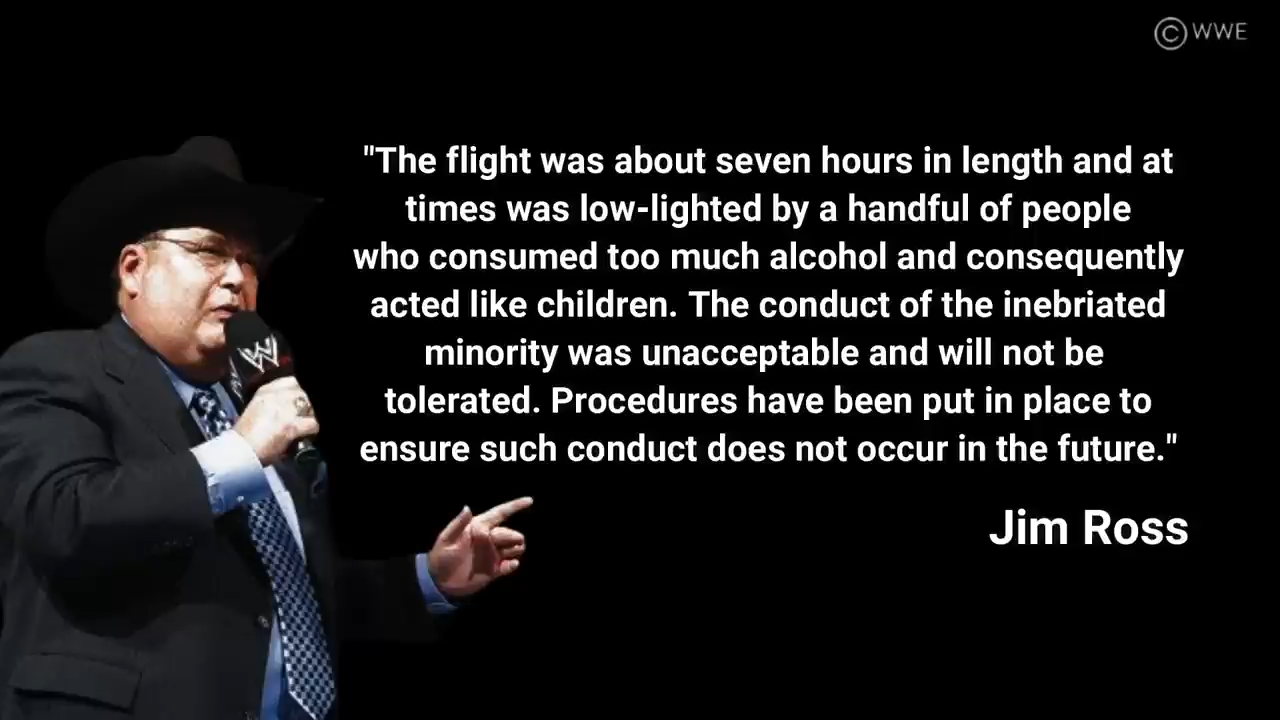 © WWE
"The flight was about seven hours in length and at
times was low-lighted by a handful of people
who consumed too much alcohol and consequently
acted like children. The conduct of the inebriated
minority was unacceptable and will not be
tolerated. Procedures have been put in place to
ensure such conduct does not occur in the future."
Jim Ross
W